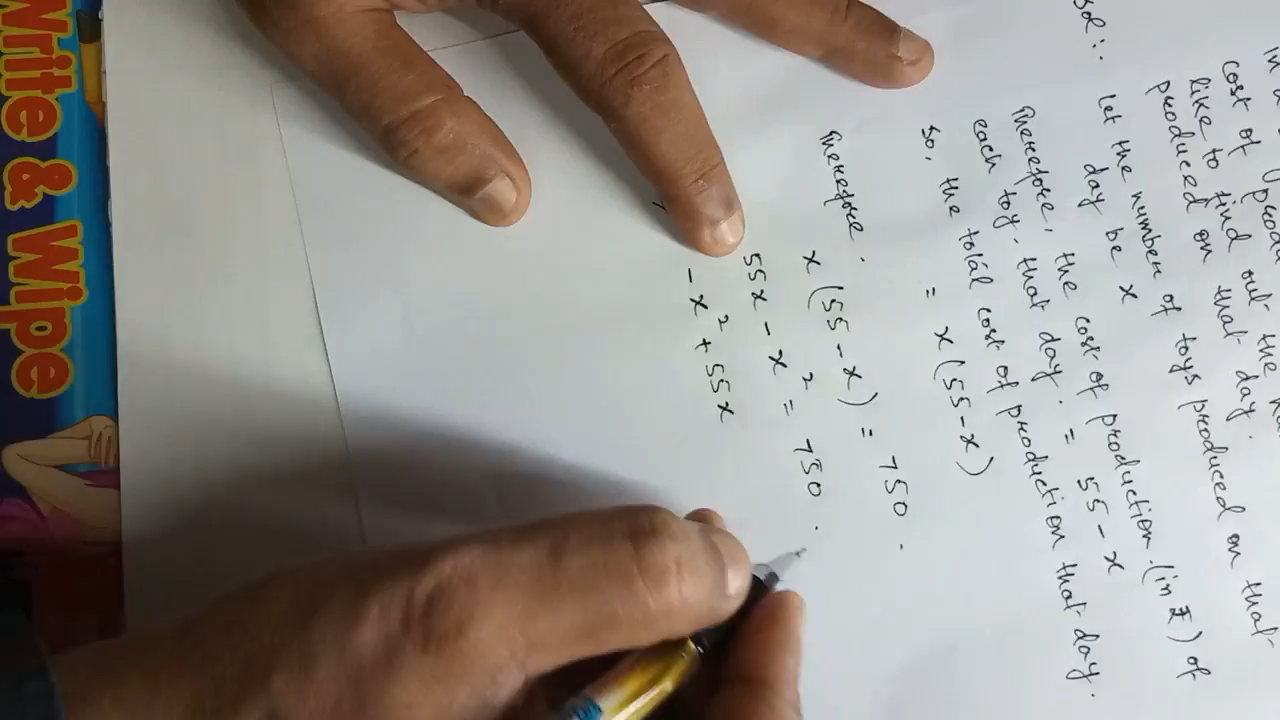 cost of
like to find out the
produced on that day.
Sol:. Let the number of toys produced on that
day be x
Therefore, the cost of production (in ₹) of
each toy that day. = 55 - x
So, the total cost of production that day.
= x (55 - x)
Therefore.
x (55 - x) = 750.
55x - x² = 750.
- x² + 55x
Write & Wipe